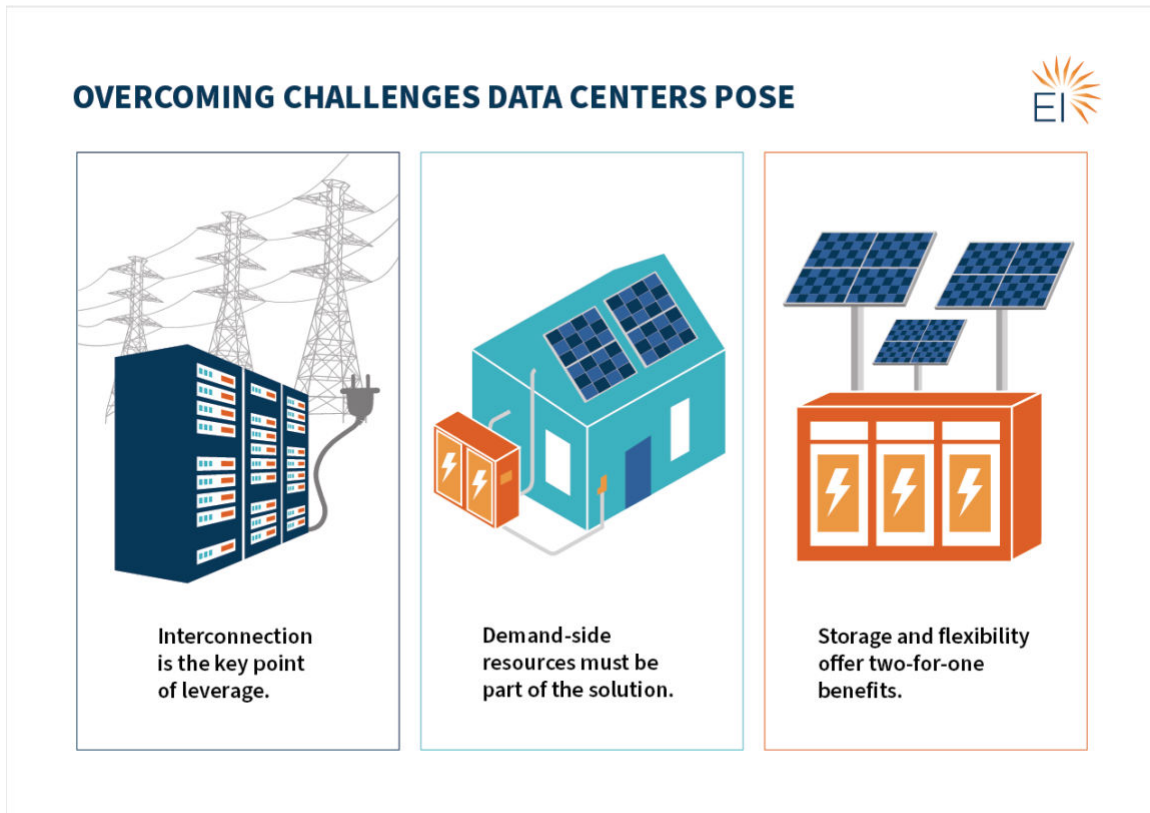 OVERCOMING CHALLENGES DATA CENTERS POSE
EI
Interconnection
is the key point
of leverage.
Demand-side
resources must be
part of the solution.
Storage and flexibility
offer two-for-one
benefits.